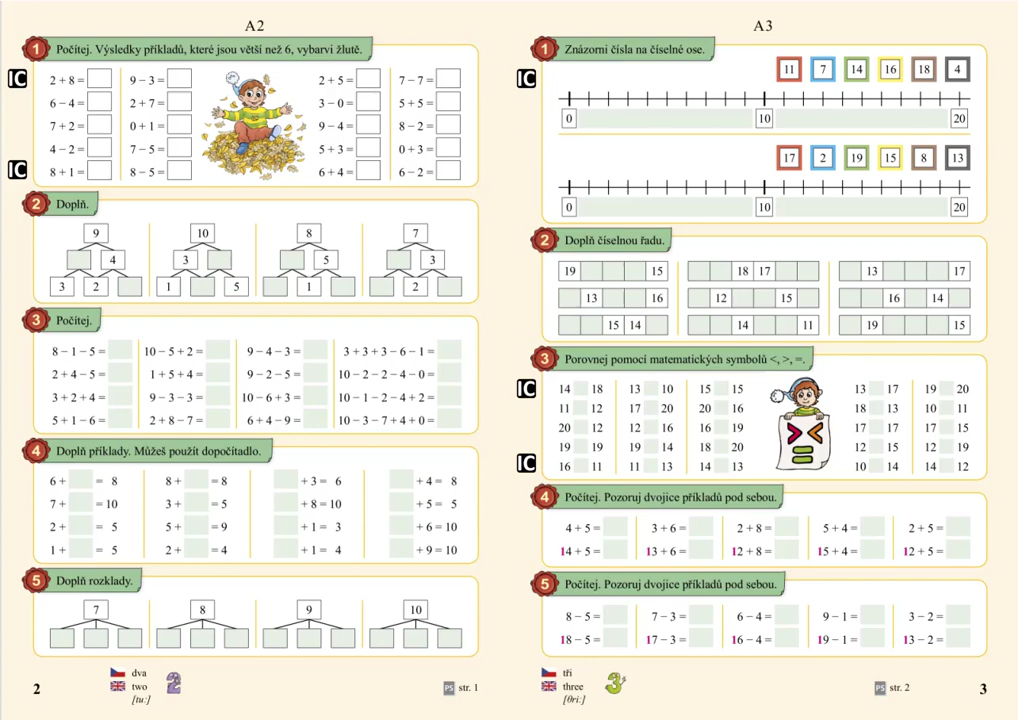 A2
1 Počítej. Výsledky příkladů, které jsou větší než 6, vybarvi žlutě.
IC
2 + 8 = 9 − 3 = 2 + 5 = 7 − 7 =
6 − 4 = 2 + 7 = 3 − 0 = 5 + 5 =
7 + 2 = 0 + 1 = 9 − 4 = 8 − 2 =
4 − 2 = 7 − 5 = 5 + 3 = 0 + 3 =
IC
8 + 1 = 8 − 5 = 6 + 4 = 6 − 2 =
2 Doplň.
9 10 8 7
4 3 5 3
3 2 1 5 1 2
3 Počítej.
8 − 1 − 5 = 10 − 5 + 2 = 9 − 4 − 3 = 3 + 3 + 3 − 6 − 1 =
2 + 4 − 5 = 1 + 5 + 4 = 9 − 2 − 5 = 10 − 2 − 2 − 4 − 0 =
3 + 2 + 4 = 9 − 3 − 3 = 10 − 6 + 3 = 10 − 1 − 2 − 4 + 2 =
5 + 1 − 6 = 2 + 8 − 7 = 6 + 4 − 9 = 10 − 3 − 7 + 4 + 0 =
4 Doplň příklady. Můžeš použít dopočítadlo.
6 + = 8 8 + = 8 + 3 = 6 + 4 = 8
7 + = 10 3 + = 5 + 8 = 10 + 5 = 5
2 + = 5 5 + = 9 + 1 = 3 + 6 = 10
1 + = 5 2 + = 4 + 1 = 4 + 9 = 10
5 Doplň rozklady.
7 8 9 10
dva
two
[tu:]
2
2
PS str. 1
A3
1 Znázorni čísla na číselné ose.
IC
11 7 14 16 18 4
0 10 20
17 2 19 15 8 13
0 10 20
2 Doplň číselnou řadu.
19 15 18 17 13 17
13 16 12 15 16 14
15 14 14 11 19 15
3 Porovnej pomocí matematických symbolů <, >, =.
IC
14 18 13 10 15 15 13 17 19 20
11 12 17 20 20 16 18 13 10 11
20 12 12 16 16 19 17 17 17 15
19 19 19 14 18 20 12 15 12 19
IC
16 11 11 13 14 13 10 14 14 12
> <
=
4 Počítej. Pozoruj dvojice příkladů pod sebou.
4 + 5 = 3 + 6 = 2 + 8 = 5 + 4 = 2 + 5 =
14 + 5 = 13 + 6 = 12 + 8 = 15 + 4 = 12 + 5 =
5 Počítej. Pozoruj dvojice příkladů pod sebou.
8 − 5 = 7 − 3 = 6 − 4 = 9 − 1 = 3 − 2 =
18 − 5 = 17 − 3 = 16 − 4 = 19 − 1 = 13 − 2 =
tři
three
[θri:]
3
PS str. 2
3